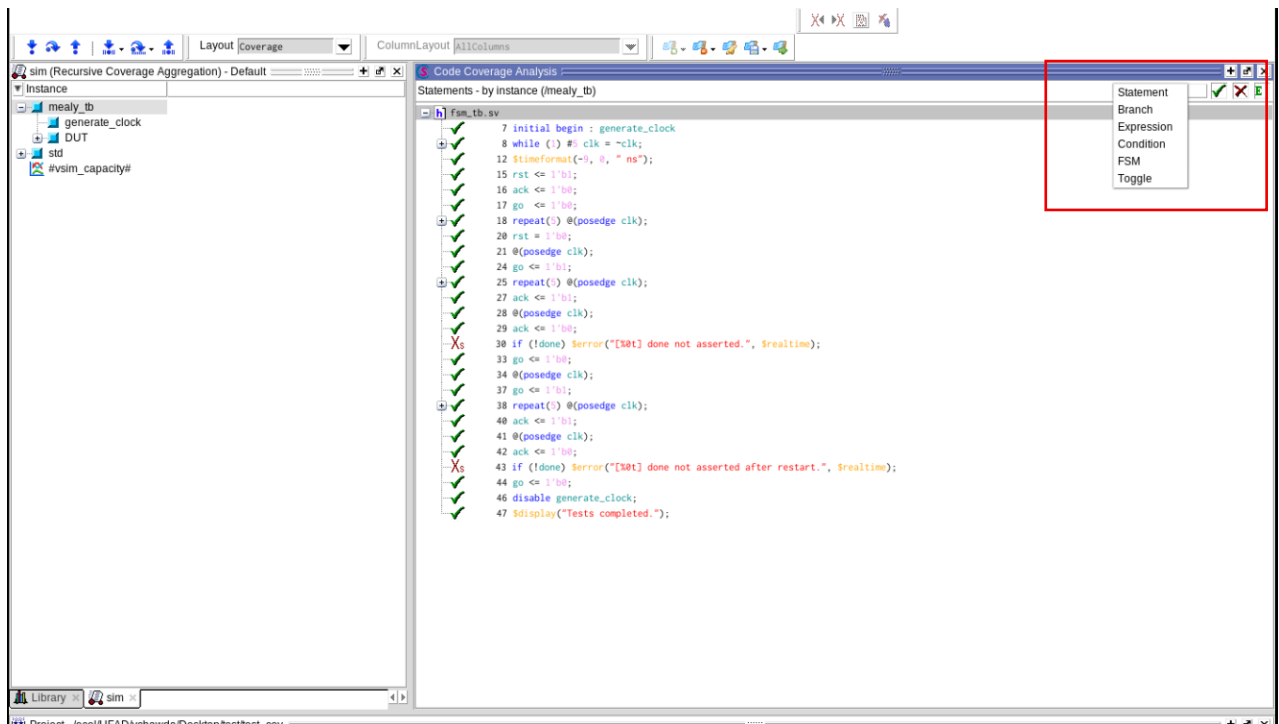 Layout Coverage
ColumnLayout AllColumns
sim (Recursive Coverage Aggregation) - Default
Instance
mealy_tb
generate_clock
DUT
std
#vsim_capacity#
Library
sim
Code Coverage Analysis
Statements - by instance (/mealy_tb)
fsm_tb.sv
7 initial begin : generate_clock
8 while (1) #5 clk = ~clk;
12 $timeformat(-9, 0, " ns");
15 rst <= 1'b1;
16 ack <= 1'b0;
17 go <= 1'b0;
18 repeat(5) @(posedge clk);
20 rst = 1'b0;
21 @(posedge clk);
24 go <= 1'b1;
25 repeat(5) @(posedge clk);
27 ack <= 1'b1;
28 @(posedge clk);
29 ack <= 1'b0;
Xs 30 if (!done) $error("[%0t] done not asserted.", $realtime);
33 go <= 1'b0;
34 @(posedge clk);
37 go <= 1'b1;
38 repeat(5) @(posedge clk);
40 ack <= 1'b1;
41 @(posedge clk);
42 ack <= 1'b0;
Xs 43 if (!done) $error("[%0t] done not asserted after restart.", $realtime);
44 go <= 1'b0;
46 disable generate_clock;
47 $display("Tests completed.");
Statement
Branch
Expression
Condition
FSM
Toggle
E